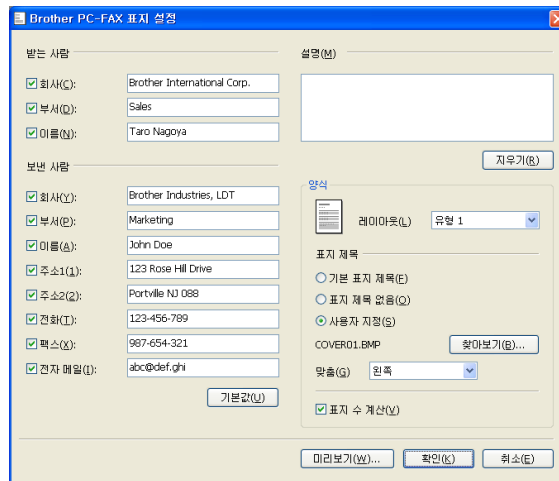 Brother PC-FAX 표지 설정
받는 사람
회사(C): Brother International Corp.
부서(D): Sales
이름(N): Taro Nagoya
보낸 사람
회사(Y): Brother Industries, LDT
부서(P): Marketing
이름(A): John Doe
주소1(1): 123 Rose Hill Drive
주소2(2): Portville NJ 088
전화(T): 123-456-789
팩스(X): 987-654-321
전자 메일(I): abc@def.ghi
기본값(U)
설명(M)
지우기(R)
양식
레이아웃(L) 유형 1
표지 제목
기본 표지 제목(F)
표지 제목 없음(O)
사용자 지정(S)
COVER01.BMP 찾아보기(B)...
맞춤(G) 왼쪽
표지 수 계산(V)
미리보기(W)... 확인(K) 취소(E)